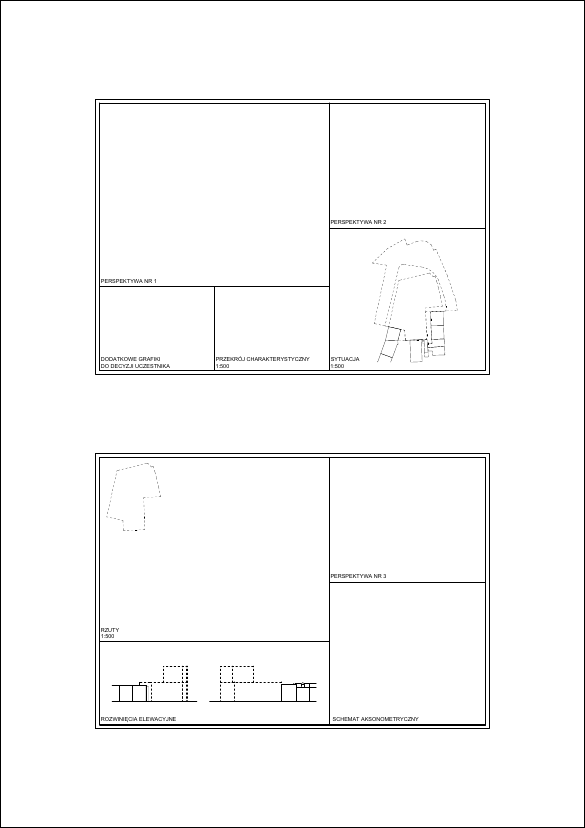 PERSPEKTYWA NR 2
PERSPEKTYWA NR 1
DODATKOWE GRAFIKI
DO DECYZJI UCZESTNIKA
PRZEKRÓJ CHARAKTERYSTYCZNY
1:500
SYTUACJA
1:500
PERSPEKTYWA NR 3
RZUTY
1:500
ROZWINIĘCIA ELEWACYJNE
SCHEMAT AKSONOMETRYCZNY